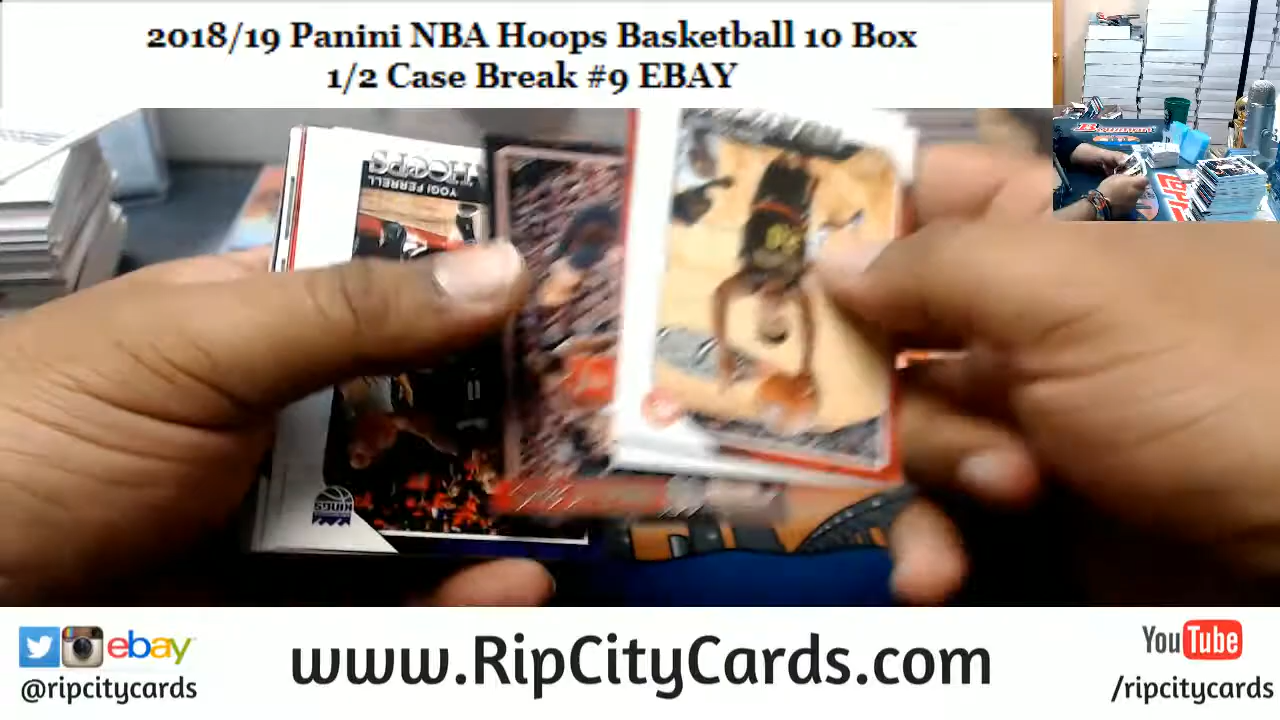 2018/19 Panini NBA Hoops Basketball 10 Box
1/2 Case Break #9 EBAY
HOOPS
YOGI FERRELL
KINGS
ebay
@ripcitycards
www.RipCityCards.com
YouTube
/ripcitycards